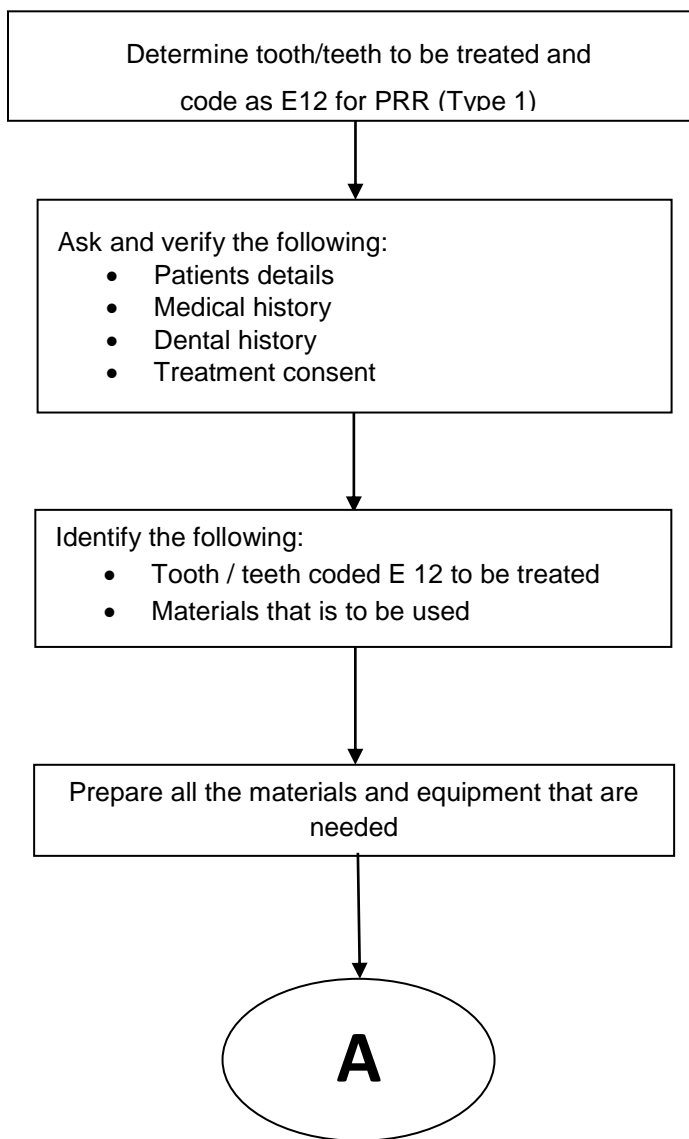 Determine tooth/teeth to be treated and
code as E12 for PRR (Type 1)
Ask and verify the following:
• Patients details
• Medical history
• Dental history
• Treatment consent
Identify the following:
• Tooth / teeth coded E 12 to be treated
• Materials that is to be used
Prepare all the materials and equipment that are
needed
A